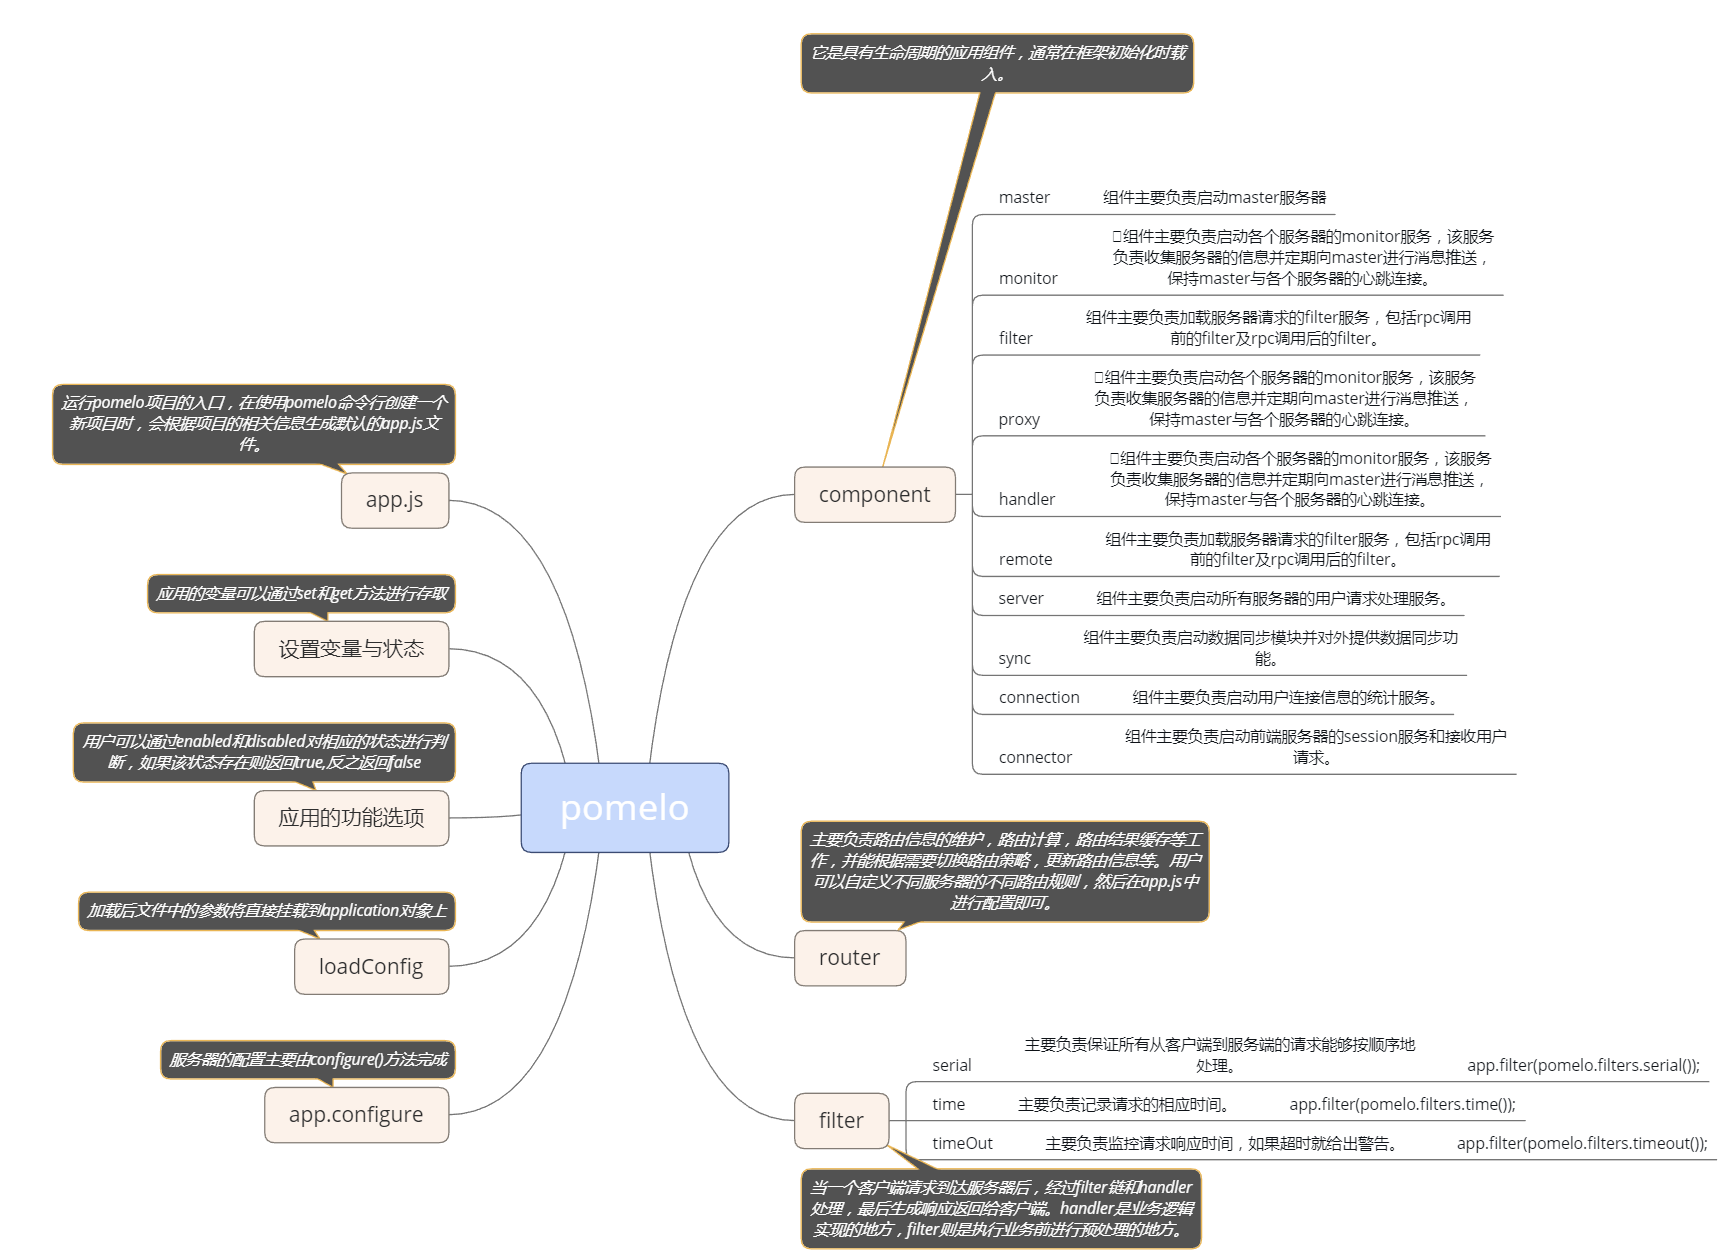 它是具有生命周期的应用组件，通常在框架初始化时载
入。
master 组件主要负责启动master服务器
组件主要负责启动各个服务器的monitor服务，该服务
负责收集服务器的信息并定期向master进行消息推送，
monitor 保持master与各个服务器的心跳连接。
组件主要负责加载服务器请求的filter服务，包括rpc调用
filter 前的filter及rpc调用后的filter。
组件主要负责启动各个服务器的monitor服务，该服务
负责收集服务器的信息并定期向master进行消息推送，
proxy 保持master与各个服务器的心跳连接。
组件主要负责启动各个服务器的monitor服务，该服务
负责收集服务器的信息并定期向master进行消息推送，
handler 保持master与各个服务器的心跳连接。
组件主要负责加载服务器请求的filter服务，包括rpc调用
remote 前的filter及rpc调用后的filter。
server 组件主要负责启动所有服务器的用户请求处理服务。
组件主要负责启动数据同步模块并对外提供数据同步功
sync 能。
connection 组件主要负责启动用户连接信息的统计服务。
组件主要负责启动前端服务器的session服务和接收用户
connector 请求。
component
运行pomelo项目的入口，在使用pomelo命令行创建一个
新项目时，会根据项目的相关信息生成默认的app.js文
件。
app.js
应用的变量可以通过set和get方法进行存取
设置变量与状态
用户可以通过enabled和disabled对相应的状态进行判
断，如果该状态存在则返回true,反之返回false
应用的功能选项
pomelo
加载后文件中的参数将直接挂载到application对象上
loadConfig
服务器的配置主要由configure()方法完成
app.configure
主要负责路由信息的维护，路由计算，路由结果缓存等工
作，并能根据需要切换路由策略，更新路由信息等。用户
可以自定义不同服务器的不同路由规则，然后在app.js中
进行配置即可。
router
主要负责保证所有从客户端到服务端的请求能够按顺序地
serial 处理。 app.filter(pomelo.filters.serial());
time 主要负责记录请求的相应时间。 app.filter(pomelo.filters.time());
filter
timeOut 主要负责监控请求响应时间，如果超时就给出警告。 app.filter(pomelo.filters.timeout());
当一个客户端请求到达服务器后，经过filter链和handler
处理，最后生成响应返回给客户端。handler是业务逻辑
实现的地方，filter则是执行业务前进行预处理的地方。